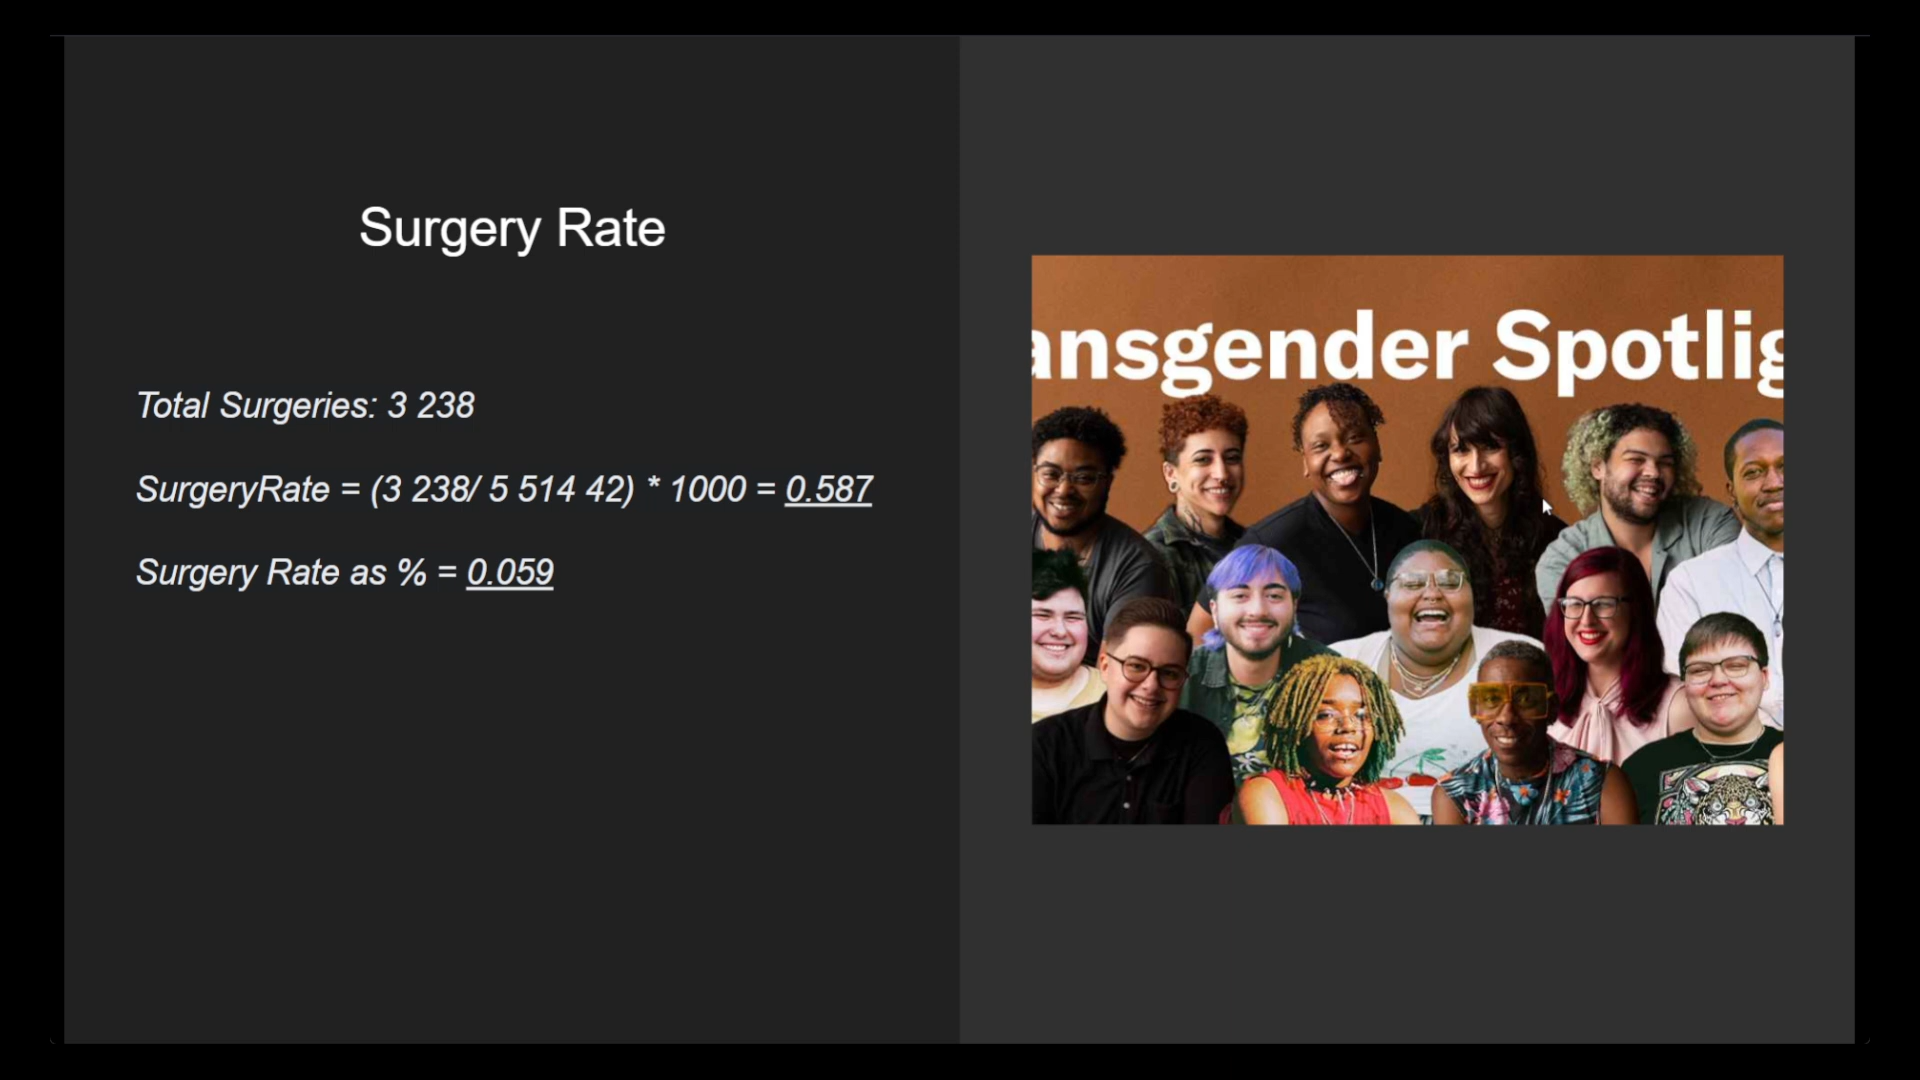 Surgery Rate
Total Surgeries: 3 238
SurgeryRate = (3 238/ 5 514 42) * 1000 = 0.587
Surgery Rate as % = 0.059
ansgender Spotlig